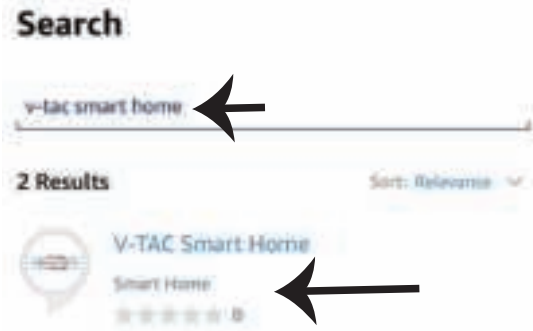 Search
v-tac smart home
2 Results
Sort: Relevance
V-TAC Smart Home
Smart Home
0